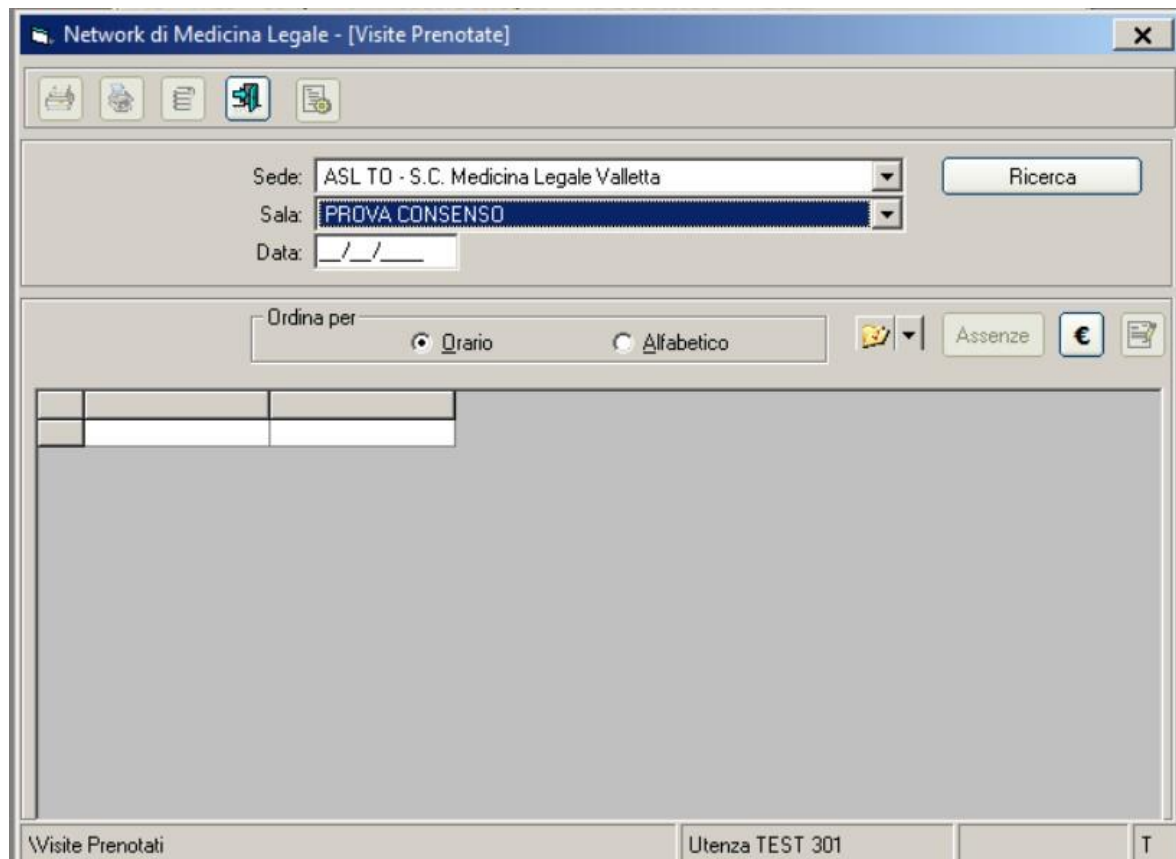 Network di Medicina Legale - [Visite Prenotate]
Sede: ASL TO - S.C. Medicina Legale Valletta Ricerca
Sala: PROVA CONSENSO
Data: __/__/____
Ordina per
Orario Alfabetico Assenze €
\Visite Prenotati Utenza TEST 301 T